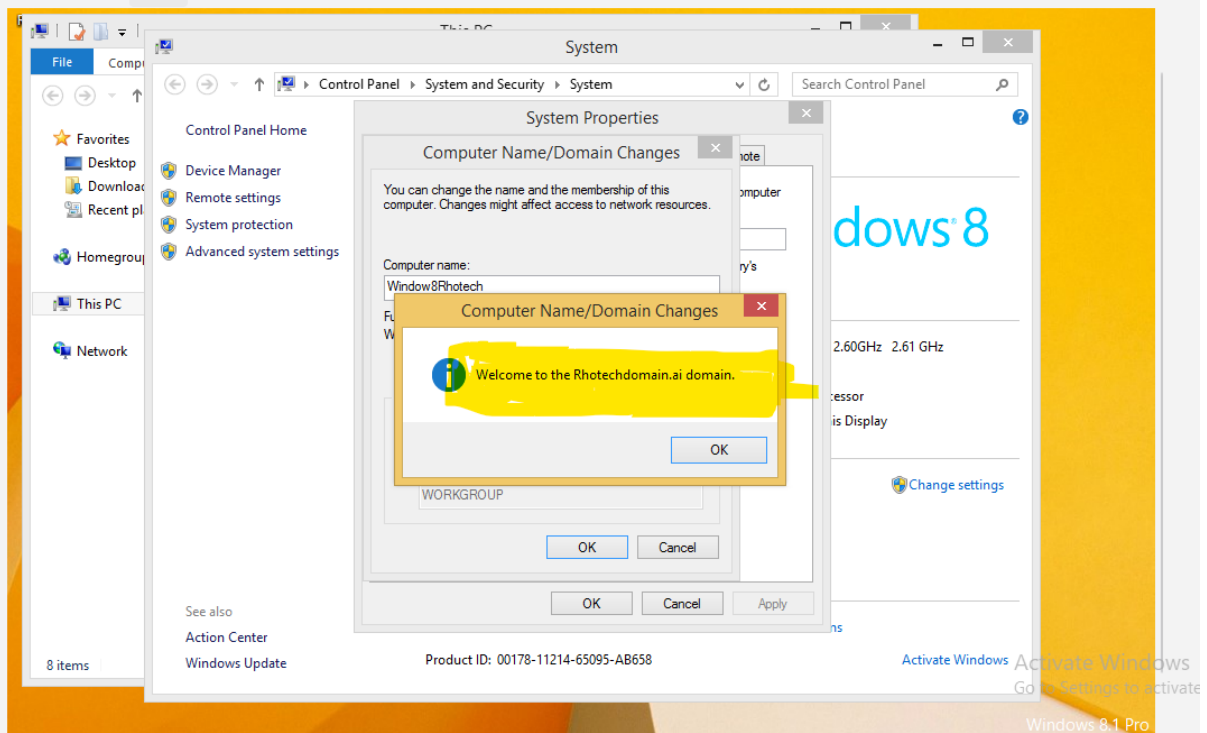 This PC
System
File
Control Panel System and Security System
Search Control Panel
Favorites
Desktop
Recent
Homegrou
This PC
Network
8 items
Control Panel Home
Device Manager
Remote settings
System protection
Advanced system settings
See also
Action Center
Windows Update
System Properties
Computer Name/Domain Changes
You can change the name and the membership of this
computer. Changes might affect access to network resources.
Computer name:
Window8Rhotech
Computer Name/Domain Changes
Welcome to the Rhotechdomain.ai domain.
OK
WORKGROUP
OK Cancel
OK Cancel Apply
omputer
ry's
dows 8
2.60GHz 2.61 GHz
is Display
Change settings
Product ID: 00178-11214-65095-AB658
Activate Windows
Activate Windows
Go to Settings to activate
Windows 8.1 Pro